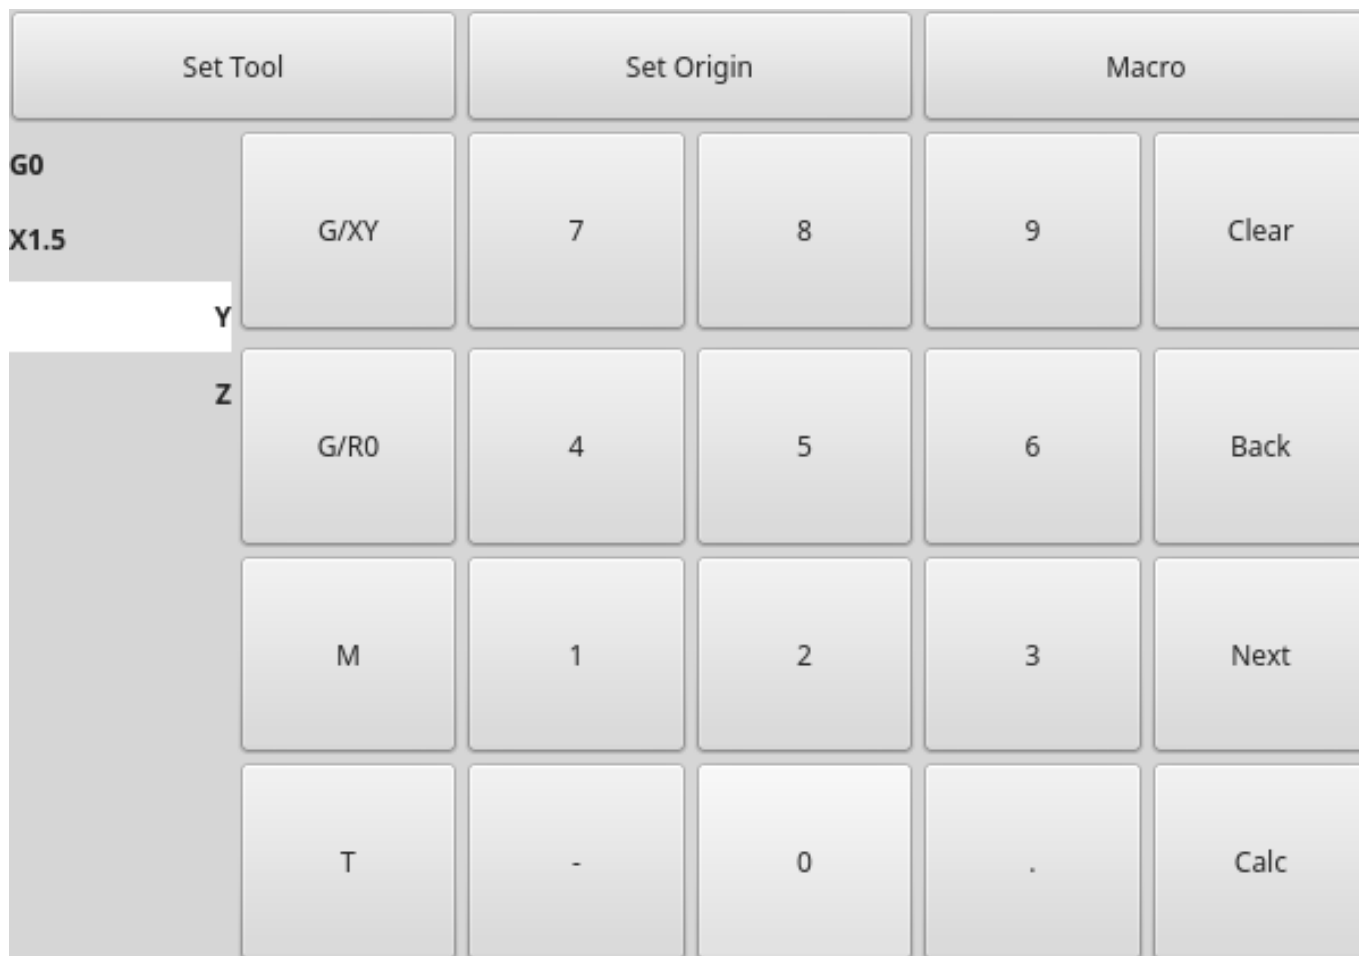 Set Tool Set Origin Macro
G0
X1.5
Y
Z
G/XY 7 8 9 Clear
G/R0 4 5 6 Back
M 1 2 3 Next
T - 0 . Calc